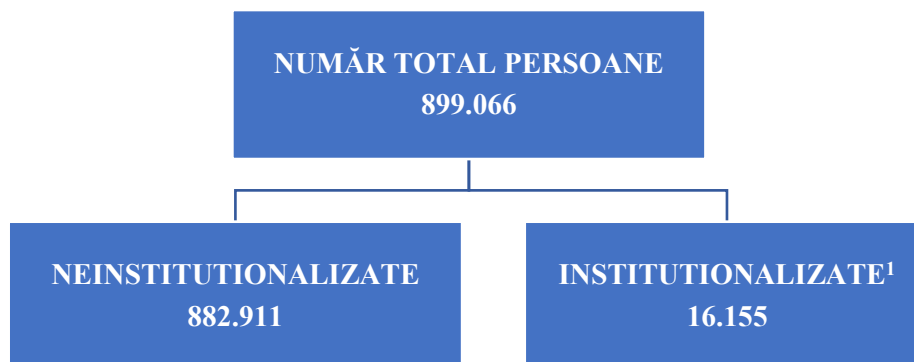 NUMĂR TOTAL PERSOANE
899.066
NEINSTITUTIONALIZATE
882.911
INSTITUTIONALIZATE¹
16.155